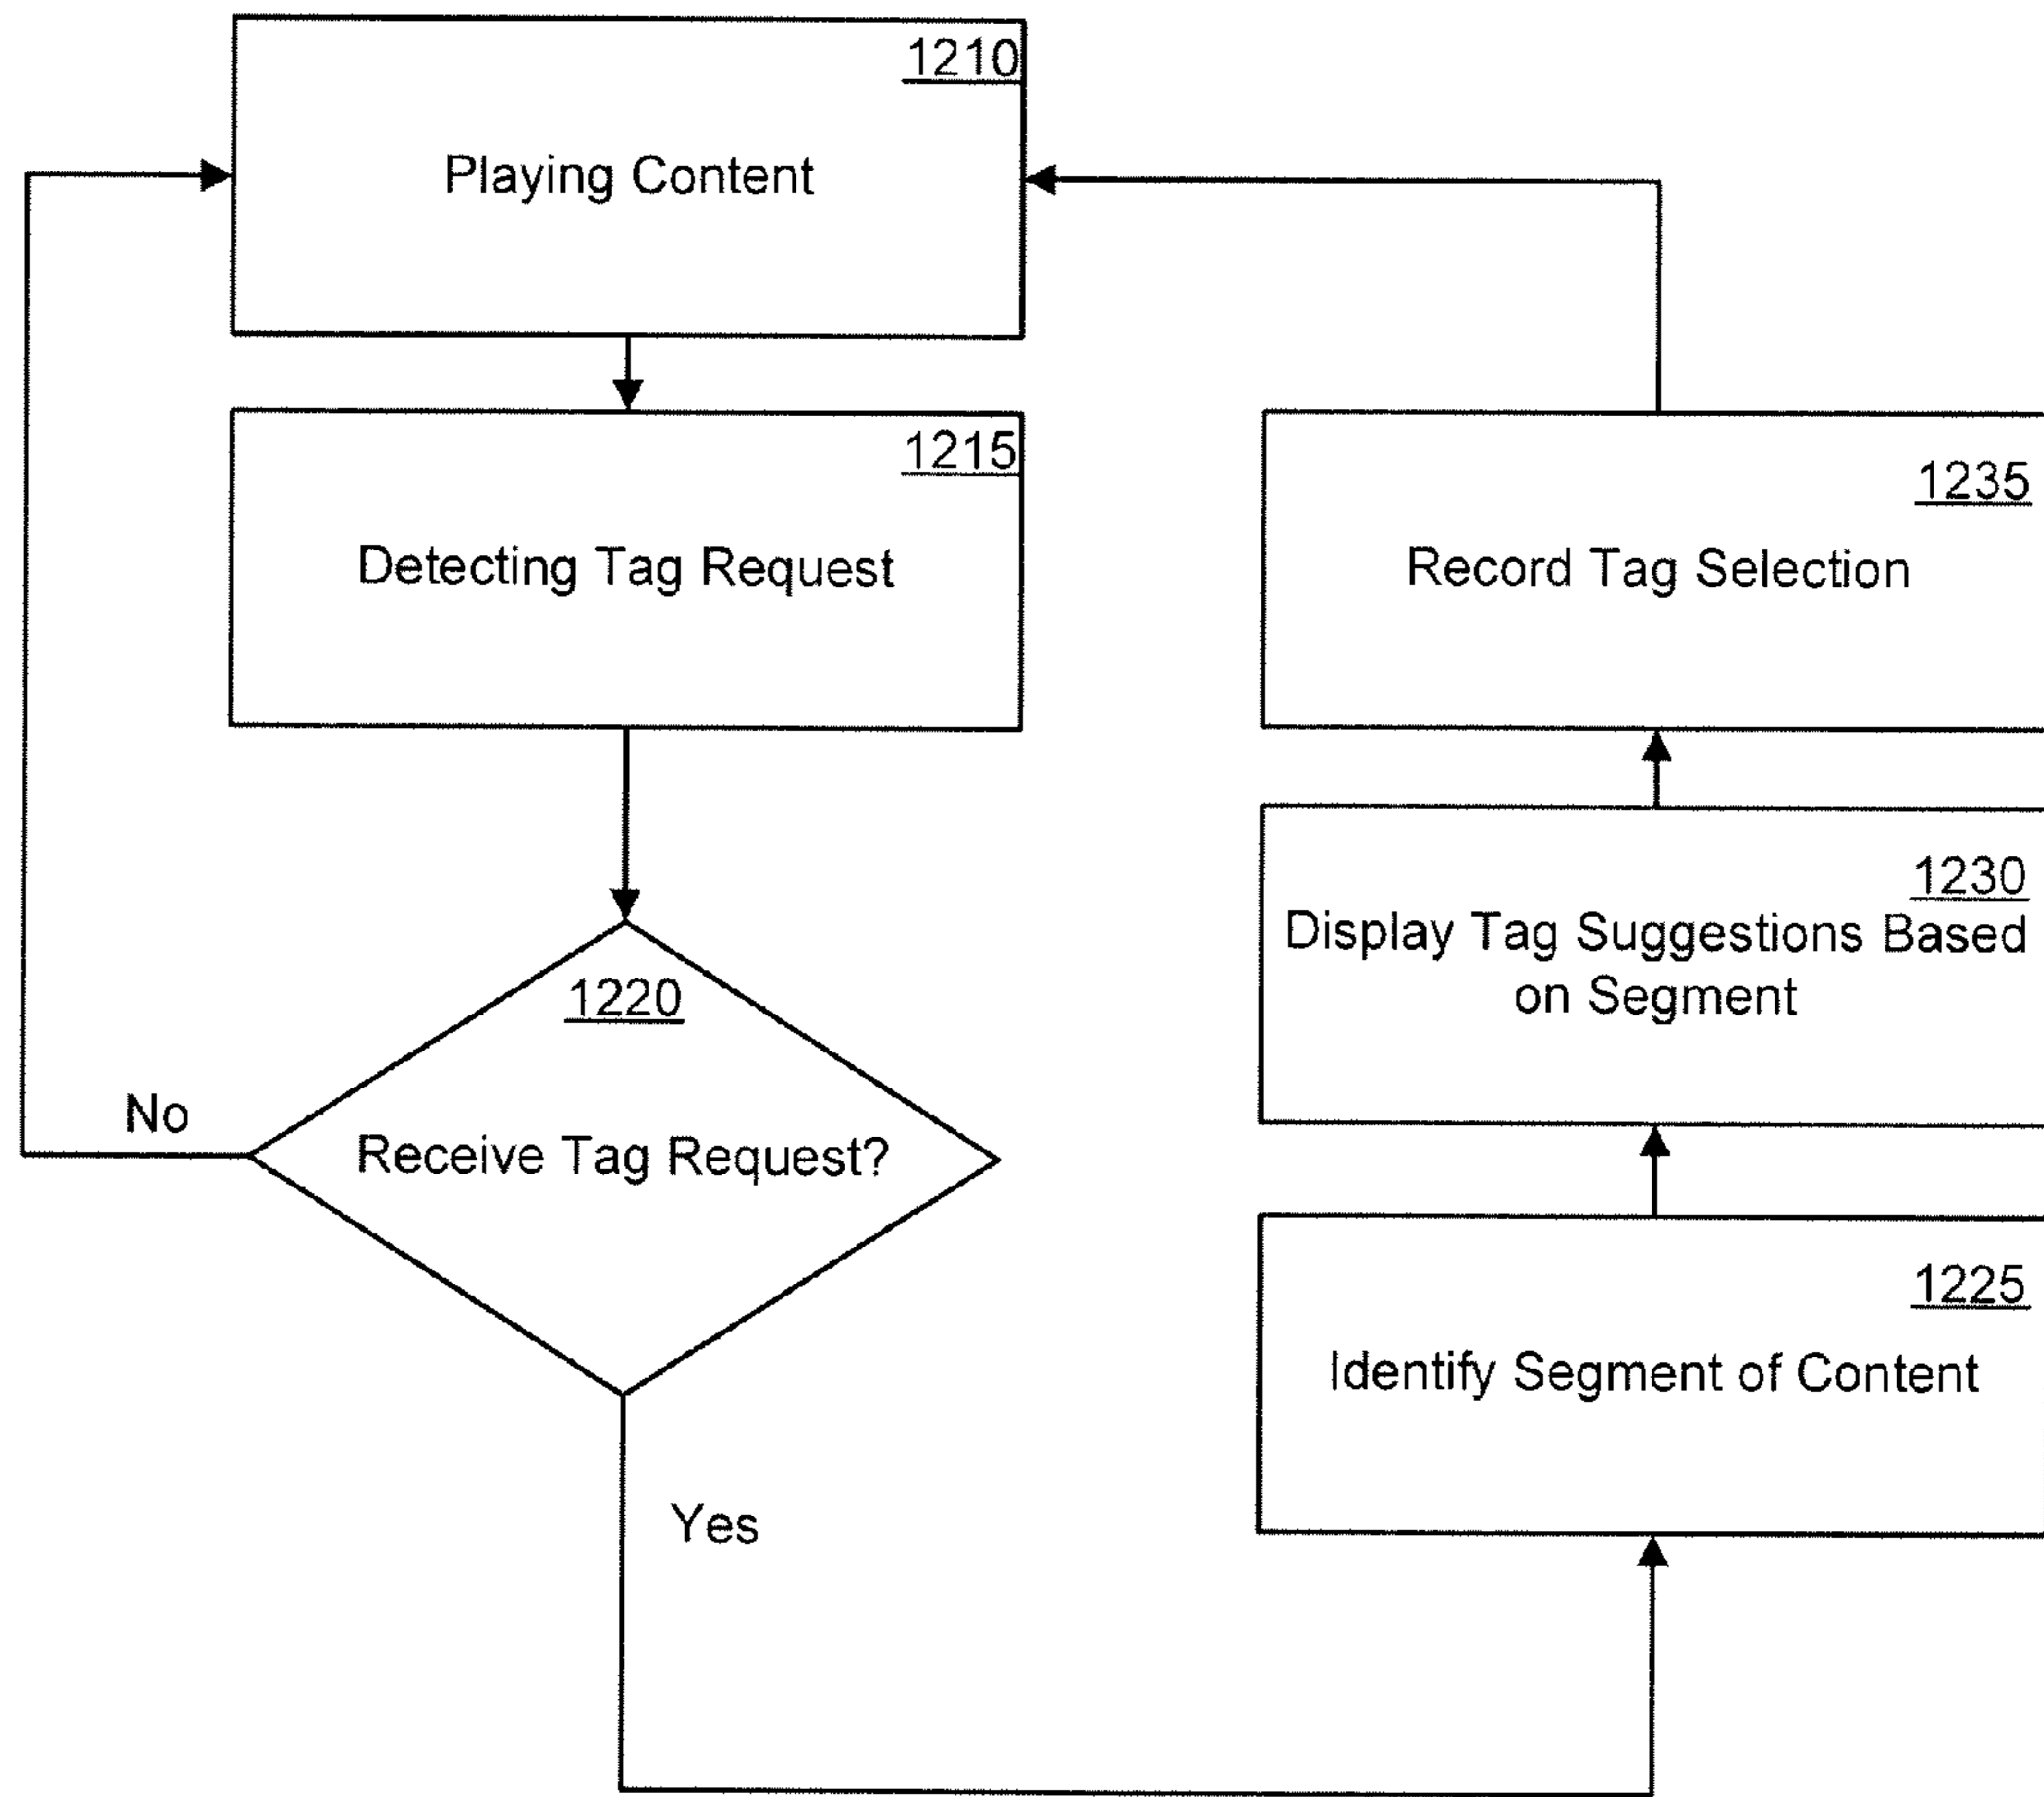 1210
Playing Content
1215
Detecting Tag Request
1220
Receive Tag Request?
No
Yes
1235
Record Tag Selection
1230
Display Tag Suggestions Based
on Segment
1225
Identify Segment of Content